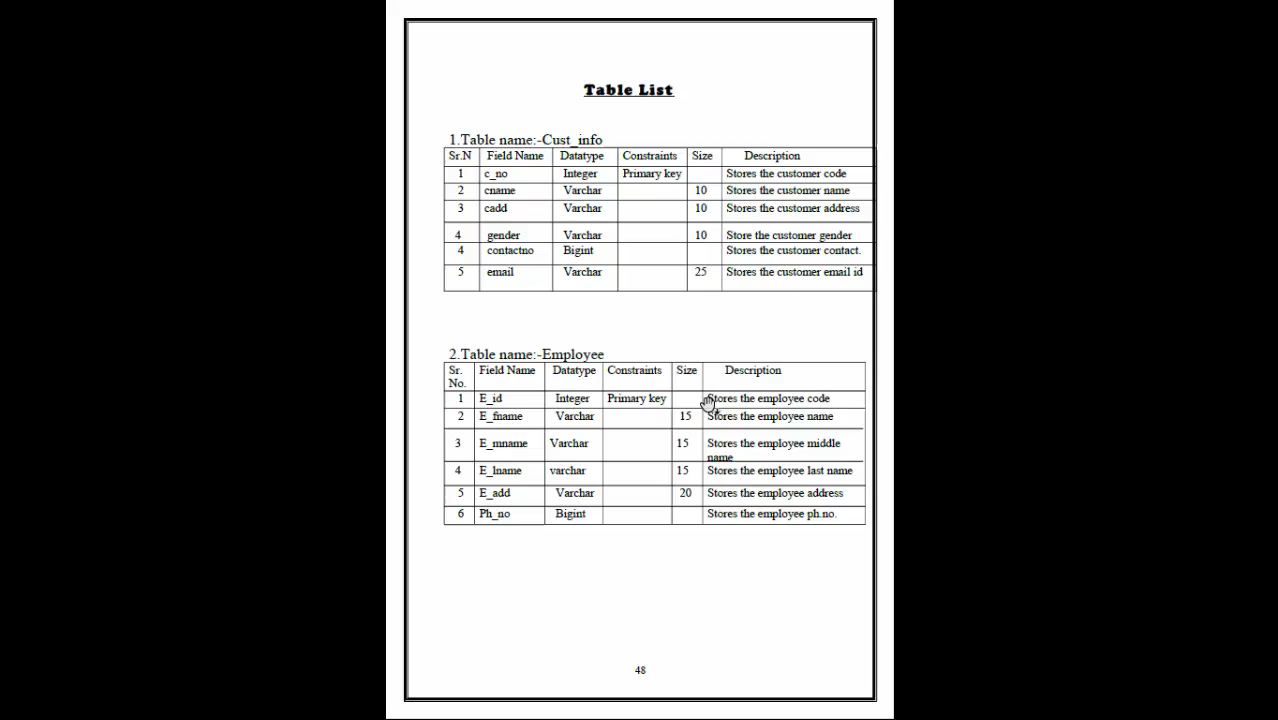 Table List
1.Table name:-Cust_info
Sr.N Field Name Datatype Constraints Size Description
1 c_no Integer Primary key Stores the customer code
2 cname Varchar 10 Stores the customer name
3 cadd Varchar 10 Stores the customer address
4 gender Varchar 10 Store the customer gender
4 contactno Bigint Stores the customer contact.
5 email Varchar 25 Stores the customer email id
2.Table name:-Employee
Sr. Field Name Datatype Constraints Size Description
No.
1 E_id Integer Primary key Stores the employee code
2 E_fname Varchar 15 Stores the employee name
3 E_mname Varchar 15 Stores the employee middle
name
4 E_lname varchar 15 Stores the employee last name
5 E_add Varchar 20 Stores the employee address
6 Ph_no Bigint Stores the employee ph.no.
48